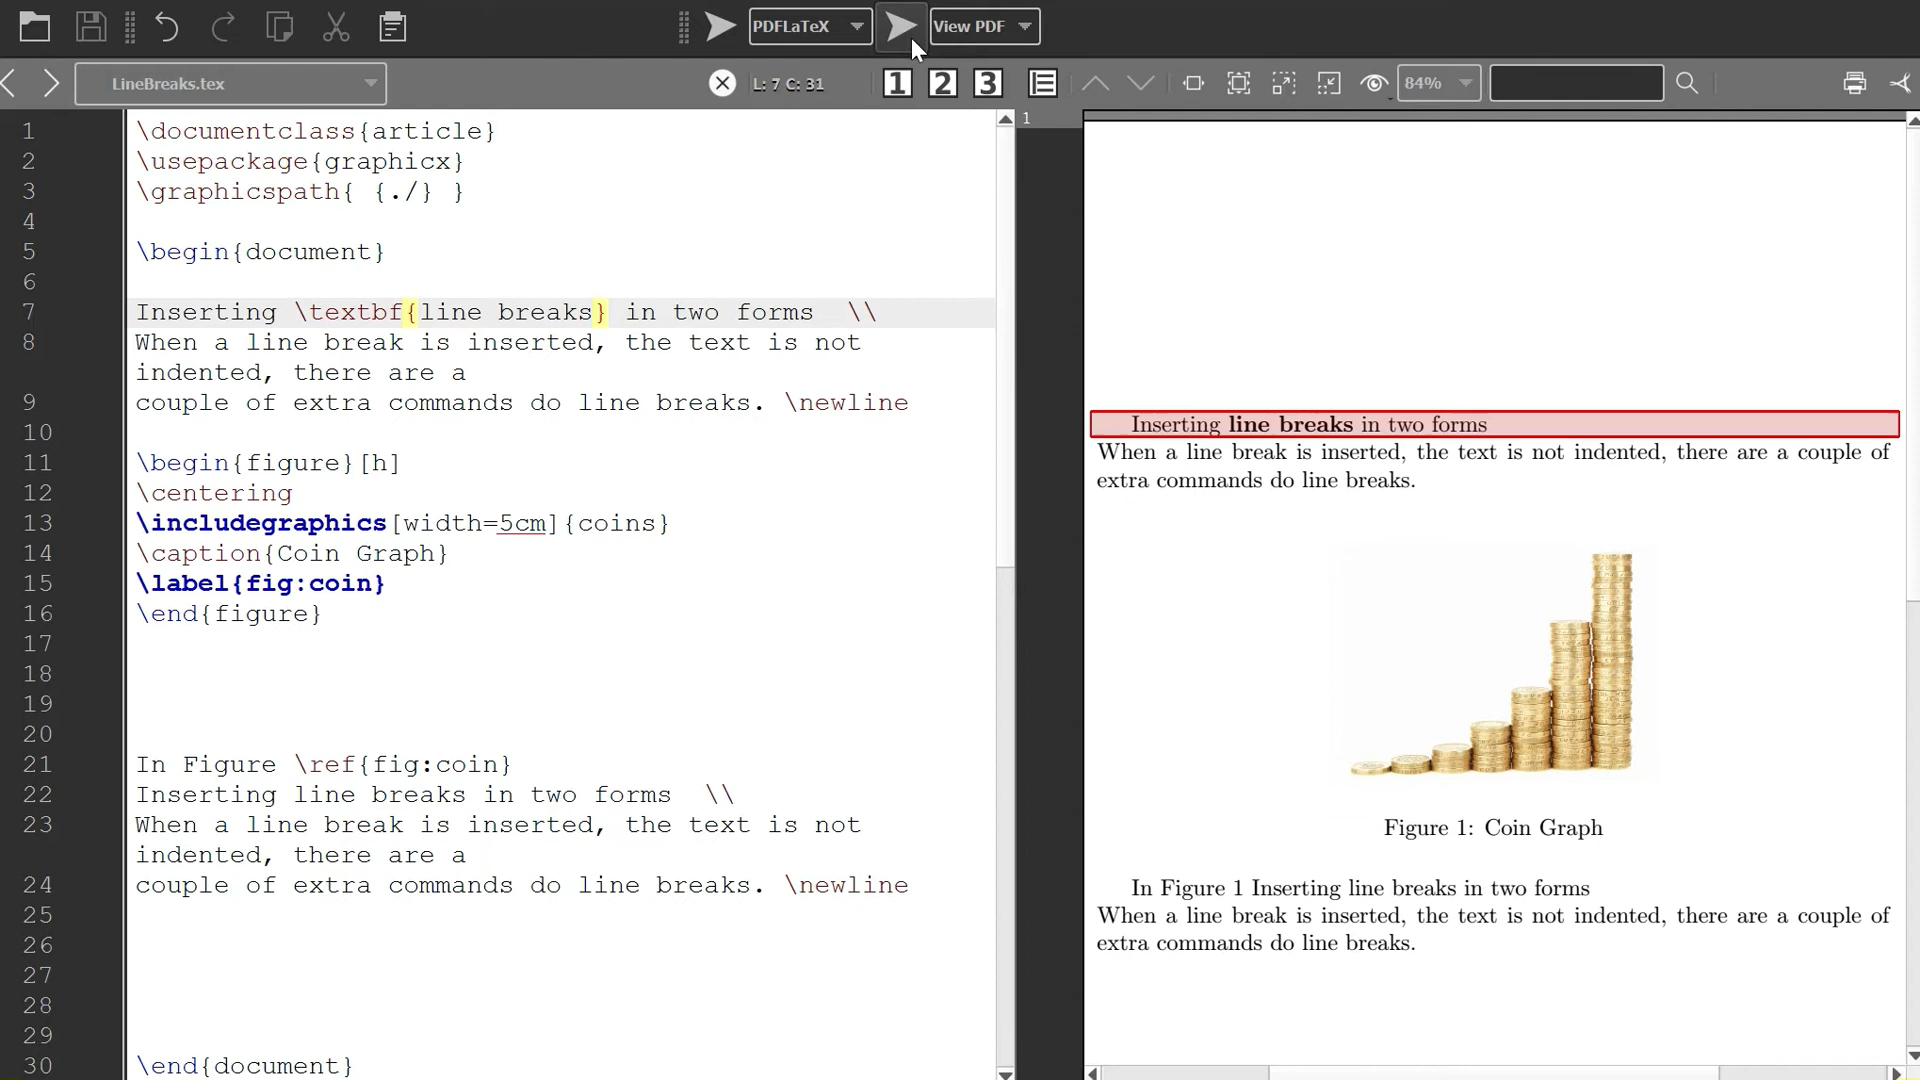 PDFLaTeX View PDF
LineBreaks.tex L: 7 C: 31 1 2 3 84%
1 \documentclass{article}
2 \usepackage{graphicx}
3 \graphicspath{ {./} }
4
5 \begin{document}
6
7 Inserting \textbf{line breaks} in two forms  \\
8 When a line break is inserted, the text is not
indented, there are a
9 couple of extra commands do line breaks. \newline
10
11 \begin{figure}[h]
12 \centering
13 \includegraphics[width=5cm]{coins}
14 \caption{Coin Graph}
15 \label{fig:coin}
16 \end{figure}
17
18
19
20
21 In Figure \ref{fig:coin}
22 Inserting line breaks in two forms  \\
23 When a line break is inserted, the text is not
indented, there are a
24 couple of extra commands do line breaks. \newline
25
26
27
28
29
30 \end{document}
1
Inserting line breaks in two forms
When a line break is inserted, the text is not indented, there are a couple of
extra commands do line breaks.
Figure 1: Coin Graph
In Figure 1 Inserting line breaks in two forms
When a line break is inserted, the text is not indented, there are a couple of
extra commands do line breaks.